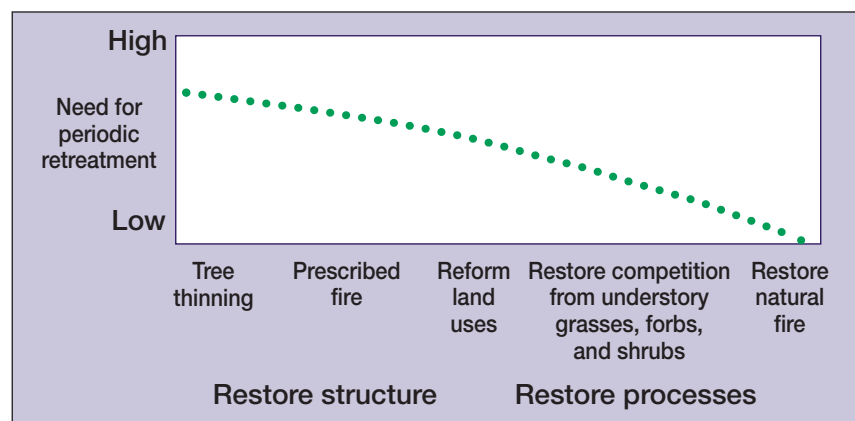 High
Need for
periodic
retreatment
Low
Tree
thinning
Prescribed
fire
Reform
land
uses
Restore competition
from understory
grasses, forbs,
and shrubs
Restore
natural
fire
Restore structure
Restore processes